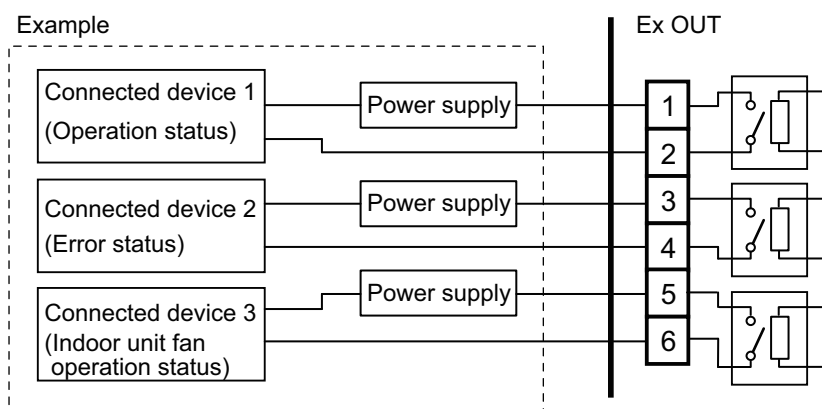 Example
Ex OUT
Connected device 1
(Operation status)
Power supply
1
2
Connected device 2
(Error status)
Power supply
3
4
Connected device 3
(Indoor unit fan
operation status)
Power supply
5
6